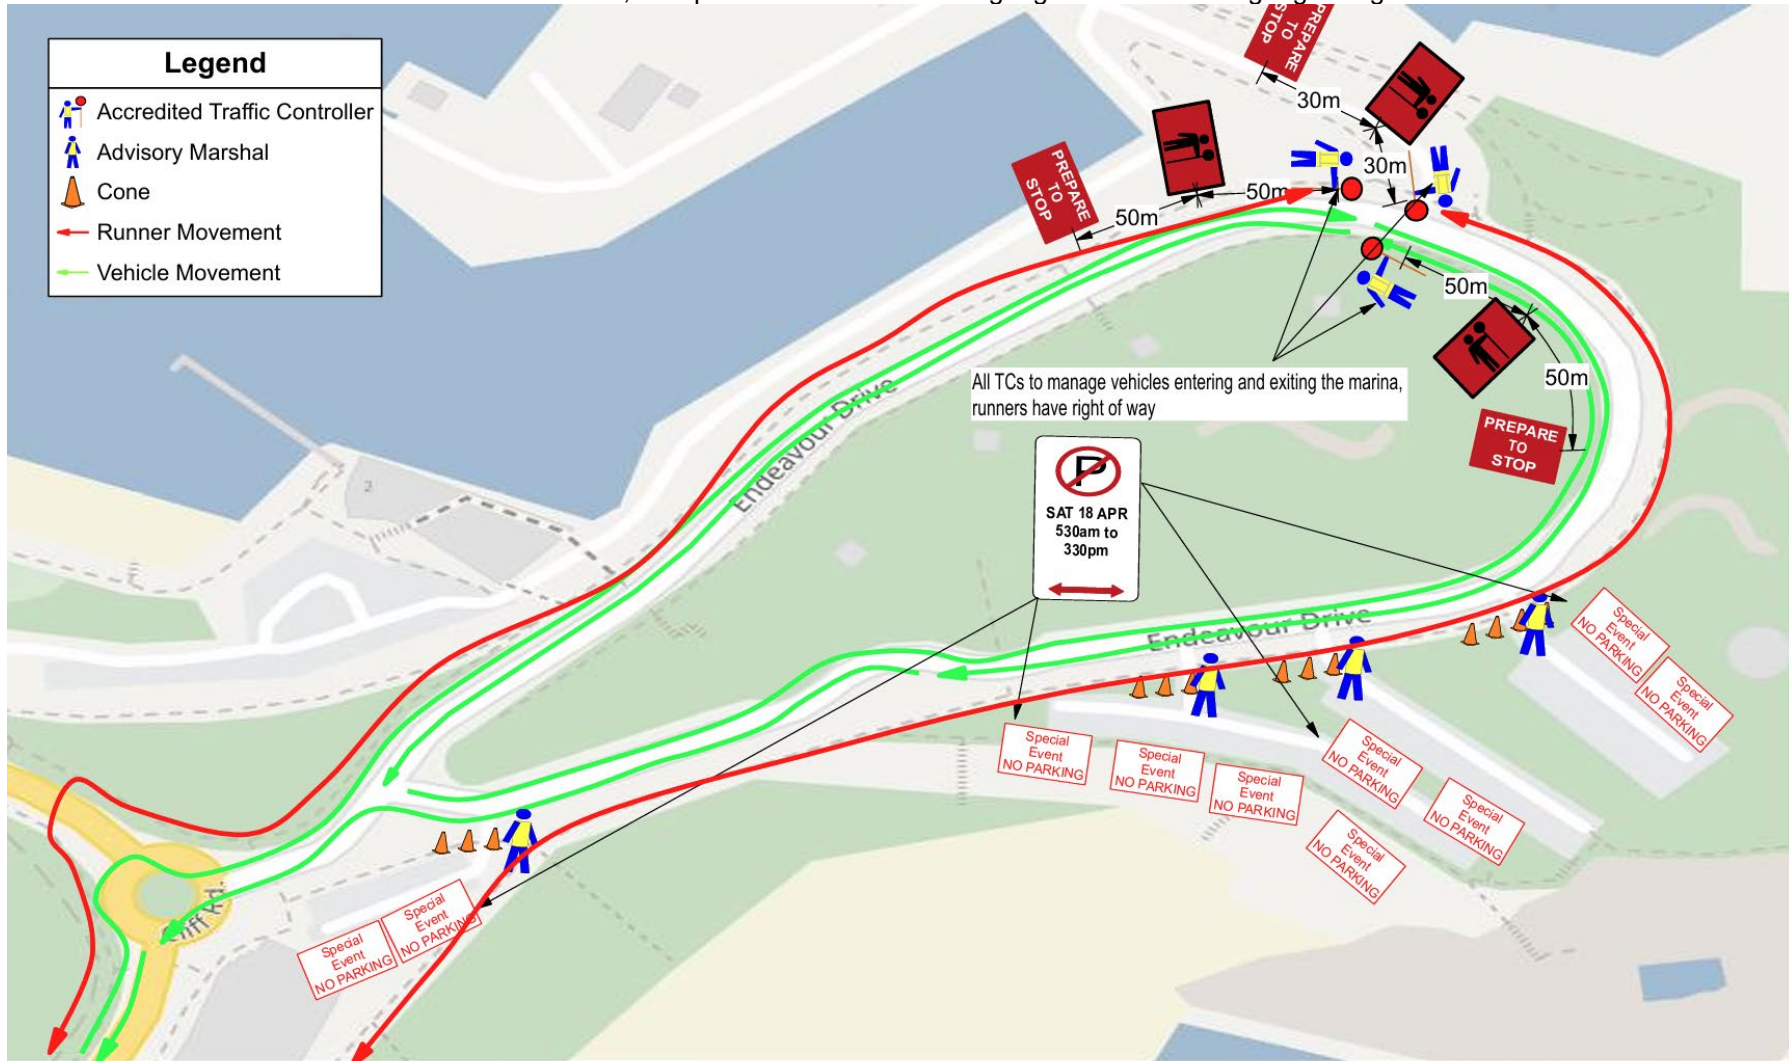 Legend
Accredited Traffic Controller
Advisory Marshal
Cone
Runner Movement
Vehicle Movement
PREPARE
TO
STOP
30m
30m
PREPARE
TO
STOP
50m
50m
50m
50m
PREPARE
TO
STOP
All TCs to manage vehicles entering and exiting the marina,
runners have right of way
P
SAT 18 APR
530am to
330pm
Endeavour Drive
2
Endeavour Drive
Special
Event
NO PARKING
Special
Event
NO PARKING
Special
Event
NO PARKING
Special
Event
NO PARKING
Special
Event
NO PARKING
Special
Event
NO PARKING
Special
Event
NO PARKING
Special
Event
NO PARKING
Special
Event
NO PARKING
Special
Event
NO PARKING
Cliff Rd.